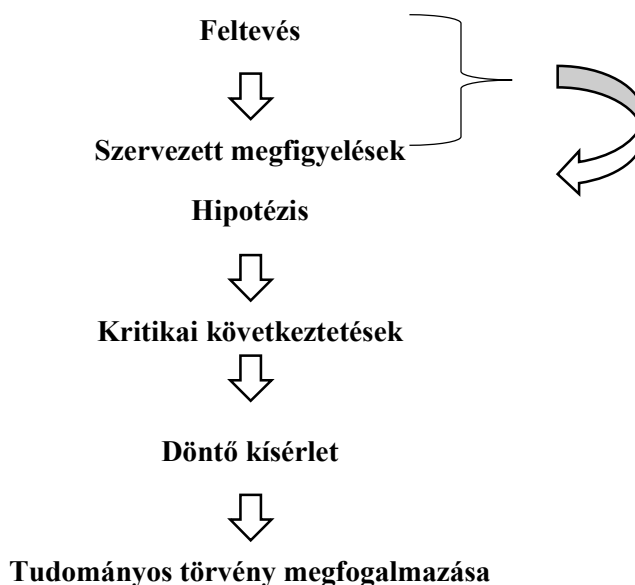 Feltevés
Szervezett megfigyelések
Hipotézis
Kritikai következtetések
Döntő kísérlet
Tudományos törvény megfogalmazása